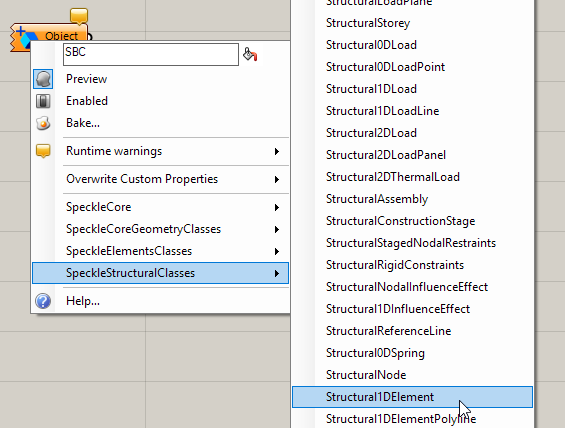 Object
SBC
Preview
Enabled
Bake...
Runtime warnings
Overwrite Custom Properties
SpeckleCore
SpeckleCoreGeometryClasses
SpeckleElementsClasses
SpeckleStructuralClasses
Help...
StructuralLoadPlane
StructuralStorey
Structural0DLoad
Structural0DLoadPoint
Structural1DLoad
Structural1DLoadLine
Structural2DLoad
Structural2DLoadPanel
Structural2DThermalLoad
StructuralAssembly
StructuralConstructionStage
StructuralStagedNodalRestraints
StructuralRigidConstraints
StructuralNodalInfluenceEffect
Structural1DInfluenceEffect
StructuralReferenceLine
Structural0DSpring
StructuralNode
Structural1DElement
Structural1DElementPolyline